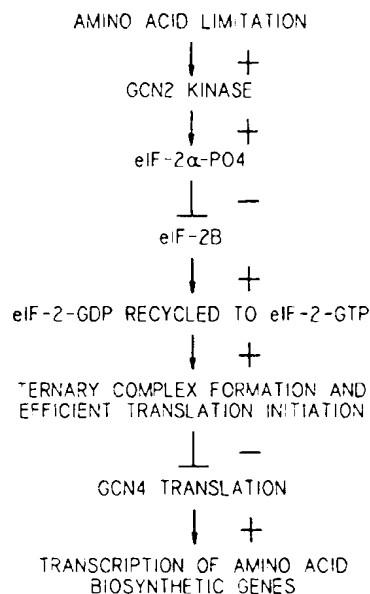 AMINO ACID LIMITATION
+
GCN2 KINASE
+
eIF-2α-PO4
−
eIF-2B
+
eIF-2-GDP RECYCLED TO eIF-2-GTP
+
TERNARY COMPLEX FORMATION AND
EFFICIENT TRANSLATION INITIATION
−
GCN4 TRANSLATION
+
TRANSCRIPTION OF AMINO ACID
BIOSYNTHETIC GENES